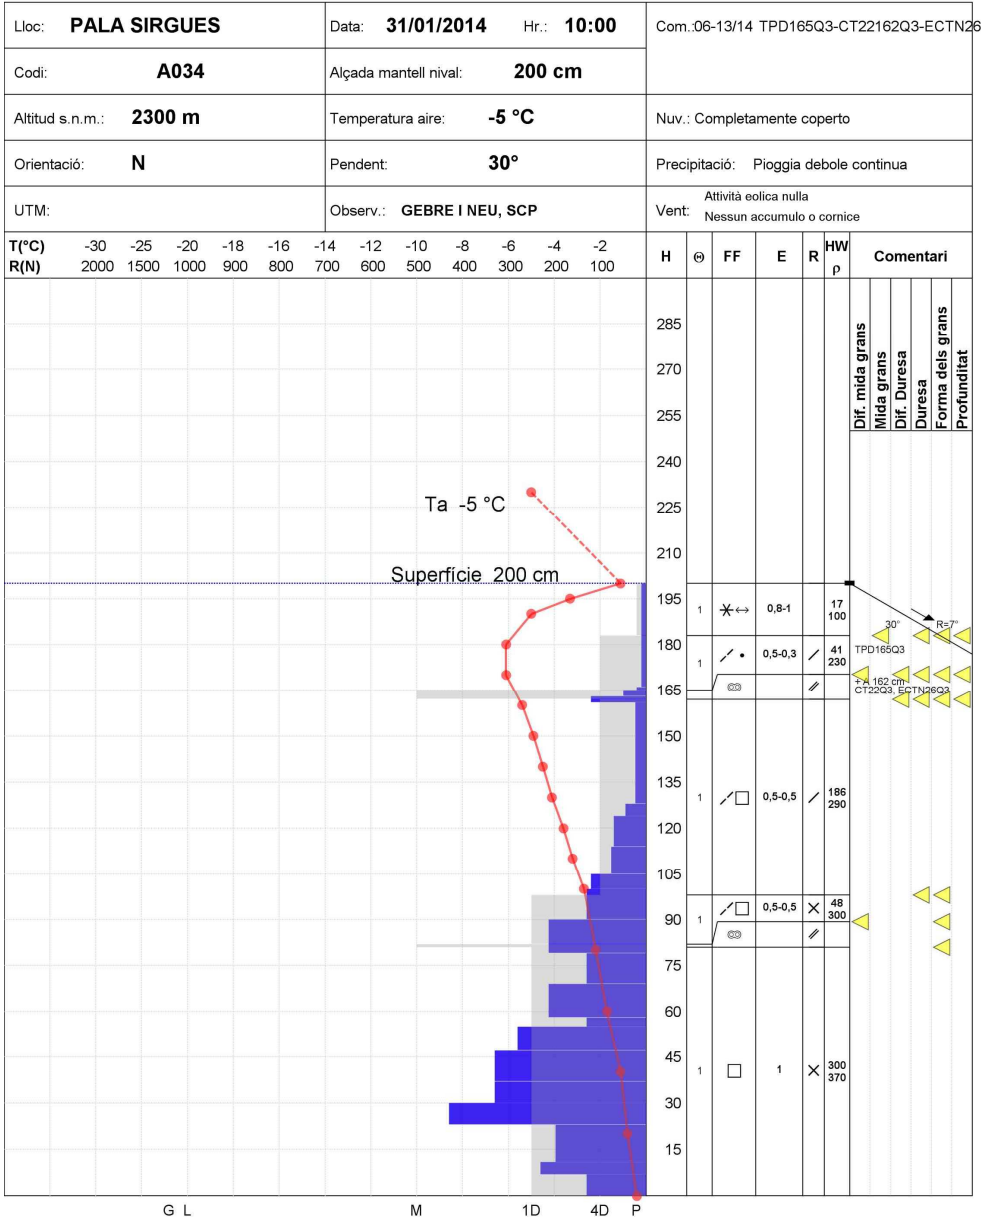 Lloc: PALA SIRGUES Data: 31/01/2014 Hr.: 10:00 Com.:06-13/14 TPD165Q3-CT22162Q3-ECTN26
Codi: A034 Alçada mantell nival: 200 cm
Altitud s.n.m.: 2300 m Temperatura aire: -5 °C Nuv.: Completamente coperto
Orientació: N Pendent: 30° Precipitació: Pioggia debole continua
UTM: Observ.: GEBRE I NEU, SCP Vent: Attività eolica nulla
Nessun accumulo o cornice
T(°C) -30 -25 -20 -18 -16 -14 -12 -10 -8 -6 -4 -2
R(N) 2000 1500 1000 900 800 700 600 500 400 300 200 100
H Θ FF E R HW ρ Comentari
Dif. mida grans
Mida grans
Dif. Duresa
Duresa
Forma dels grans
Profunditat
285
270
255
240
Ta -5 °C
225
210
Superfície 200 cm
195 1 0,8-1 17
100
30° R=7°
180 1 0,5-0,3 / 41
230
TPD165Q3
165 + A 162 cm
CT22Q3, ECTN26Q3
150
135
1 0,5-0,5 / 186
290
120
105
90 1 0,5-0,5 48
300
75
60
45
1 1 300
370
30
15
G L M 1D 4D P